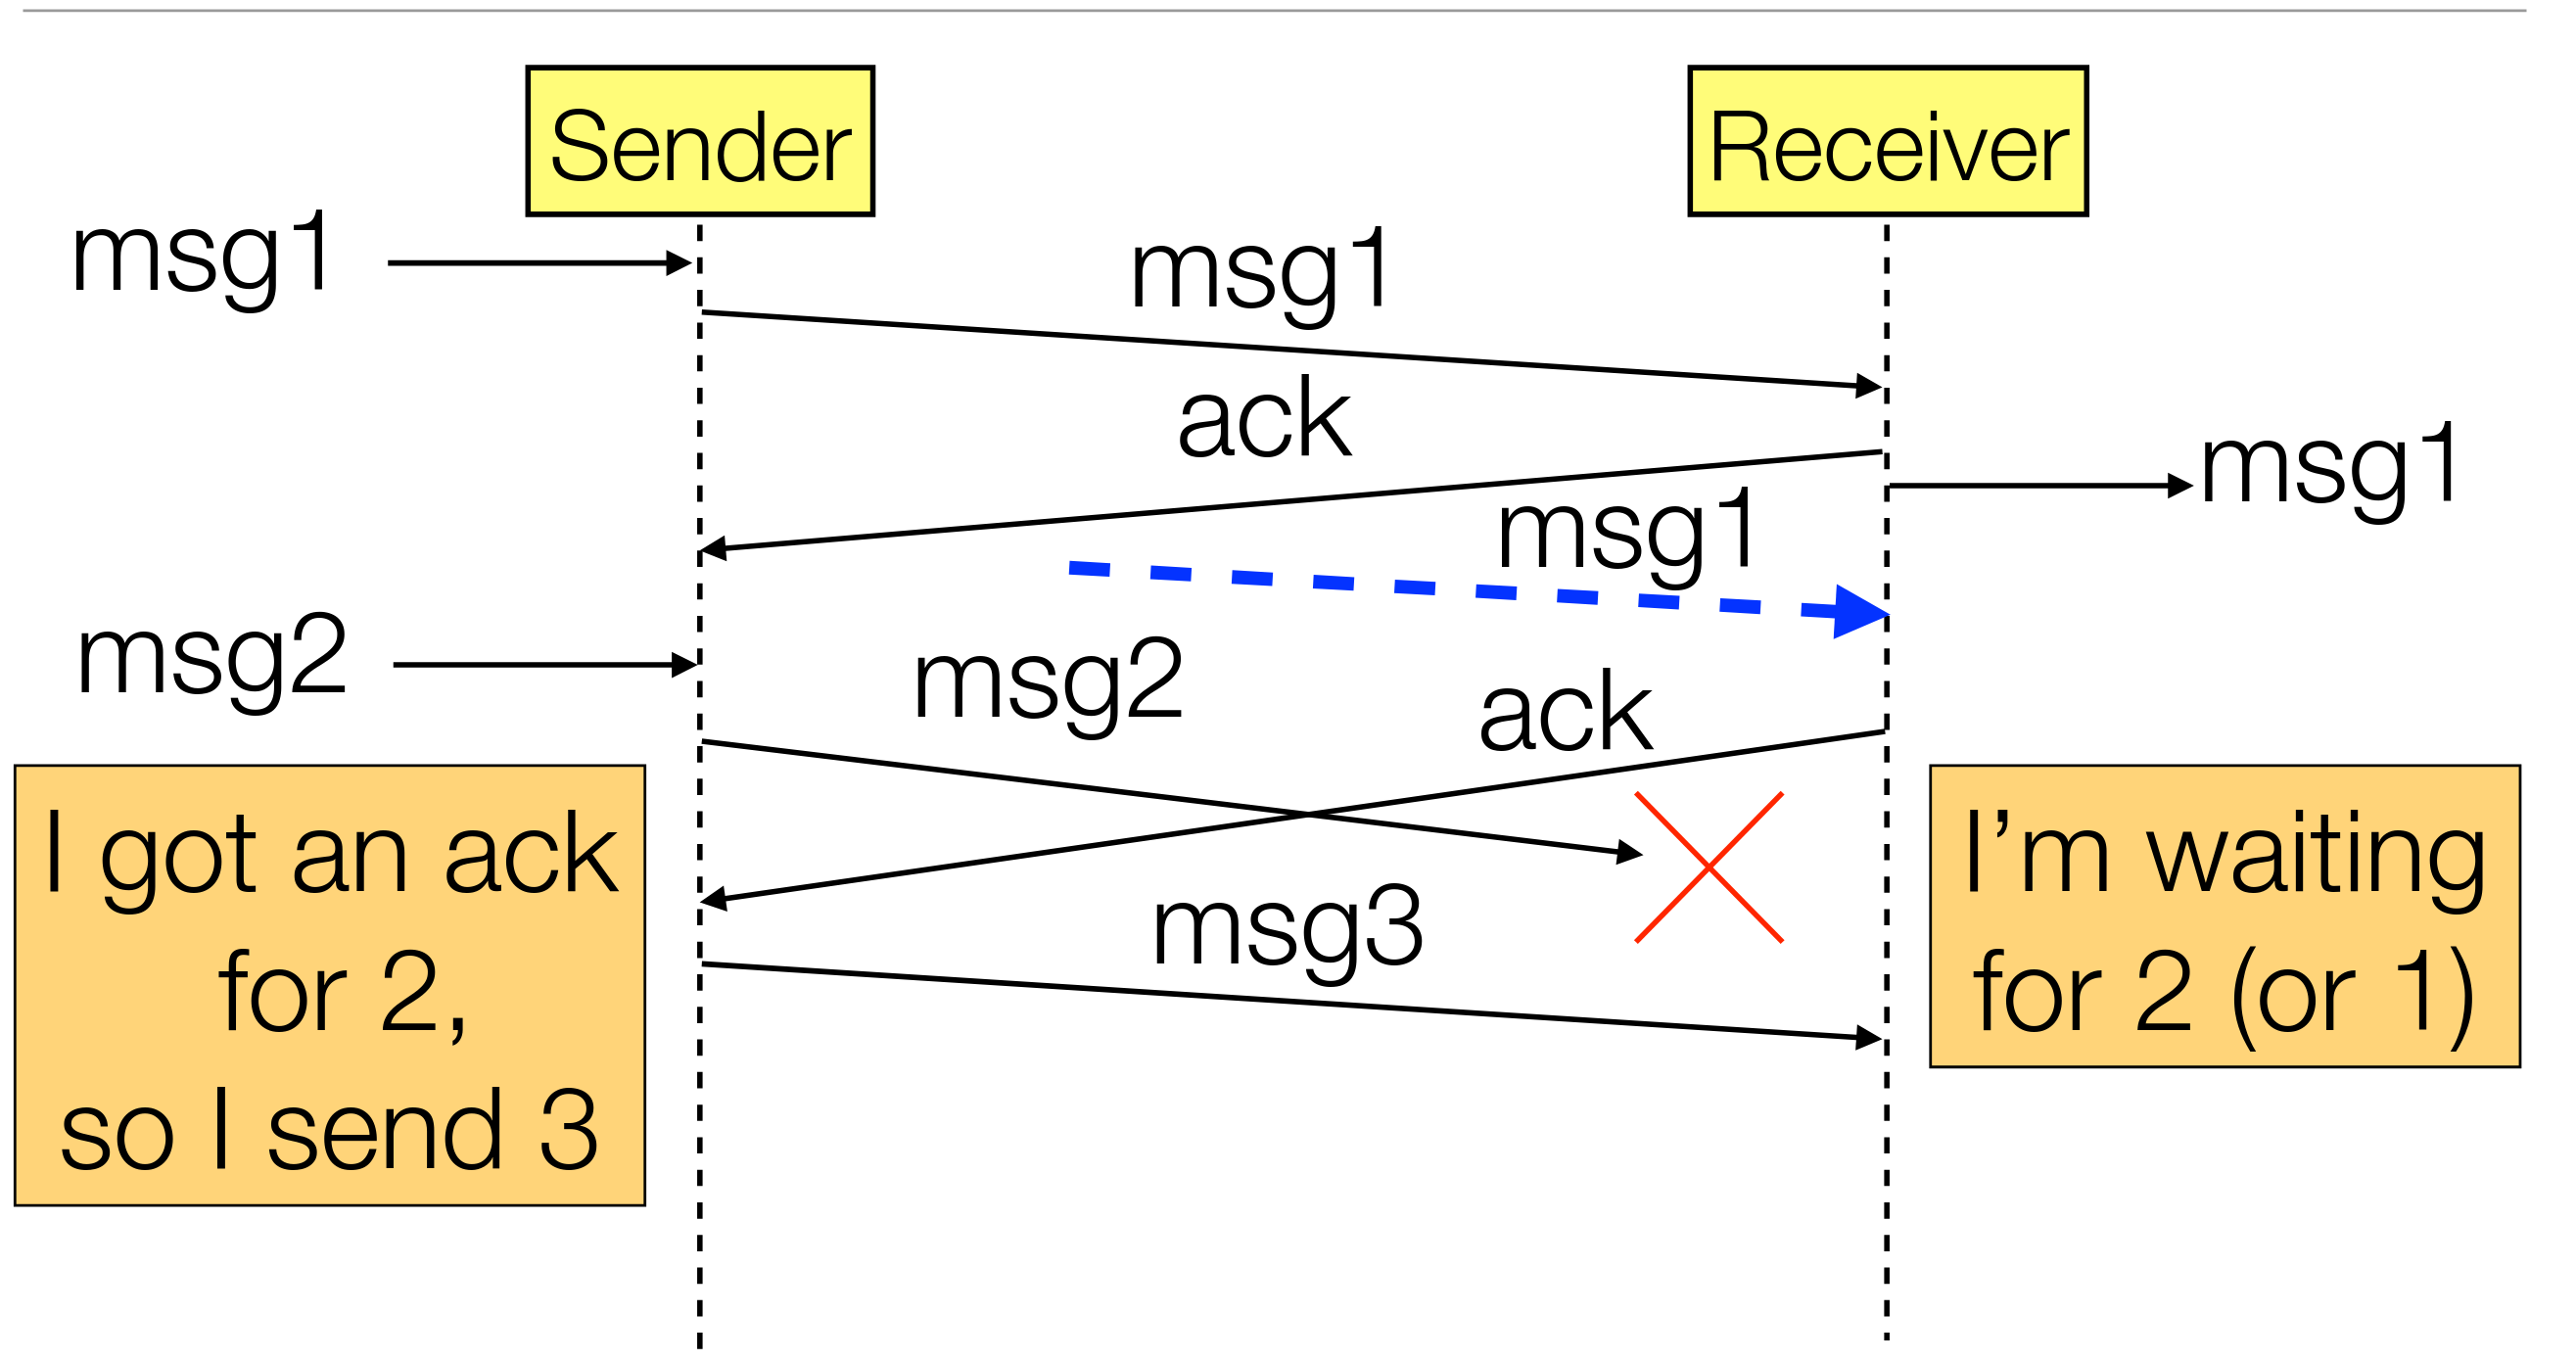 Sender
Receiver
msg1
msg1
ack
msg1
msg1
msg2
msg2
ack
I got an ack
for 2,
so I send 3
I'm waiting
for 2 (or 1)
msg3